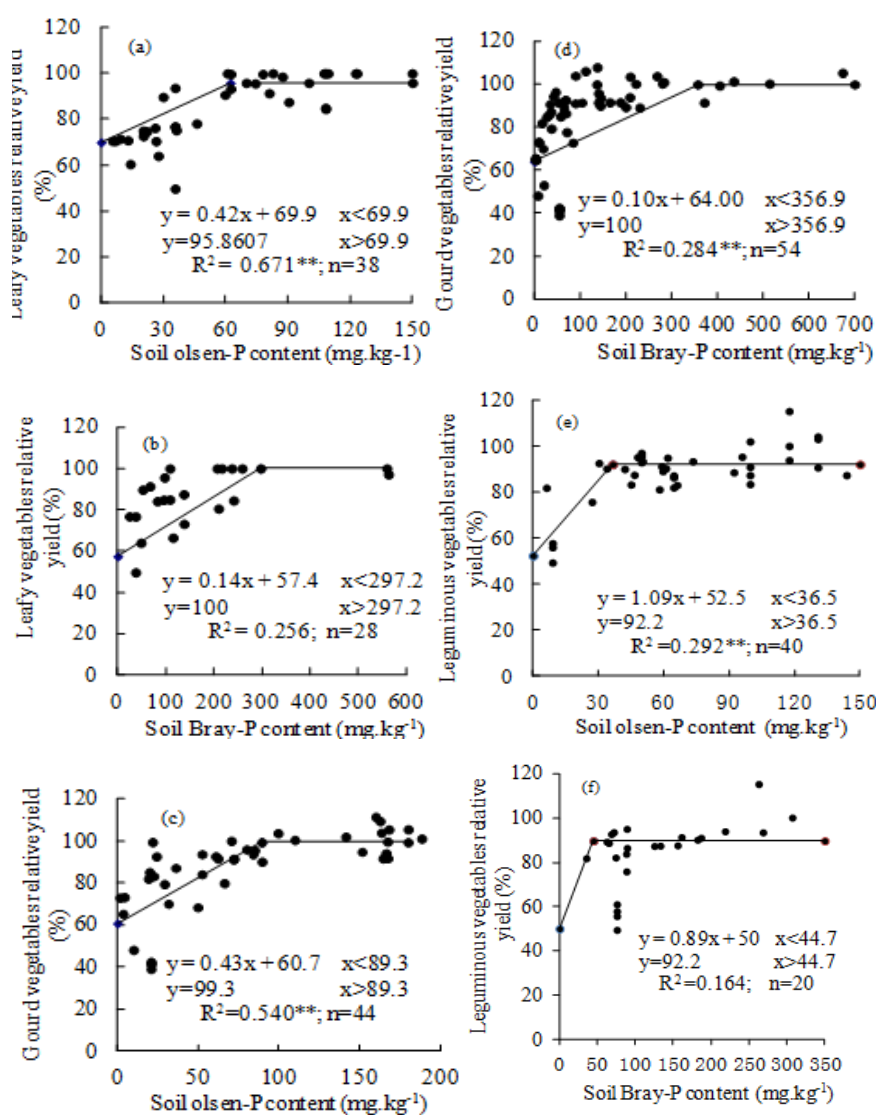 (a)
Leafy vegetables relative yield
(%)
120
100
80
60
40
20
0
y = 0.42x + 69.9 x<69.9
y=95.8607 x>69.9
R² = 0.671**; n=38
0 30 60 90 120 150
Soil olsen-P content (mg.kg-1)
(d)
Gourd vegetables relative yield
(%)
120
100
80
60
40
20
0
y = 0.10x + 64.00 x<356.9
y=100 x>356.9
R²=0.284**; n=54
0 100 200 300 400 500 600 700
Soil Bray-P content (mg.kg⁻¹)
(b)
Leafy vegetables relative
yield (%)
120
100
80
60
40
20
0
y = 0.14x + 57.4 x<297.2
y=100 x>297.2
R² = 0.256; n=28
0 100 200 300 400 500 600
Soil Bray-P content (mg.kg⁻¹)
(e)
Leguminous vegetables relative
yield (%)
120
100
80
60
40
20
0
y = 1.09x + 52.5 x<36.5
y=92.2 x>36.5
R²=0.292**; n=40
0 30 60 90 120 150
Soil olsen-P content (mg.kg⁻¹)
(c)
Gourd vegetables relative yield
(%)
120
100
80
60
40
20
0
y = 0.43x + 60.7 x<89.3
y=99.3 x>89.3
R²=0.540**; n=44
0 50 100 150 200
Soil olsen-P content (mg.kg⁻¹)
(f)
Leguminous vegetables relative
yield (%)
120
100
80
60
40
20
0
y = 0.89x + 50 x<44.7
y=92.2 x>44.7
R²=0.164; n=20
0 50 100 150 200 250 300 350
Soil Bray-P content (mg.kg⁻¹)